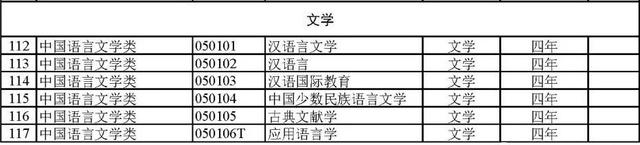 文学
112 中国语言文学类 050101 汉语言文学 文学 四年
113 中国语言文学类 050102 汉语言 文学 四年
114 中国语言文学类 050103 汉语国际教育 文学 四年
115 中国语言文学类 050104 中国少数民族语言文学 文学 四年
116 中国语言文学类 050105 古典文献学 文学 四年
117 中国语言文学类 050106T 应用语言学 文学 四年